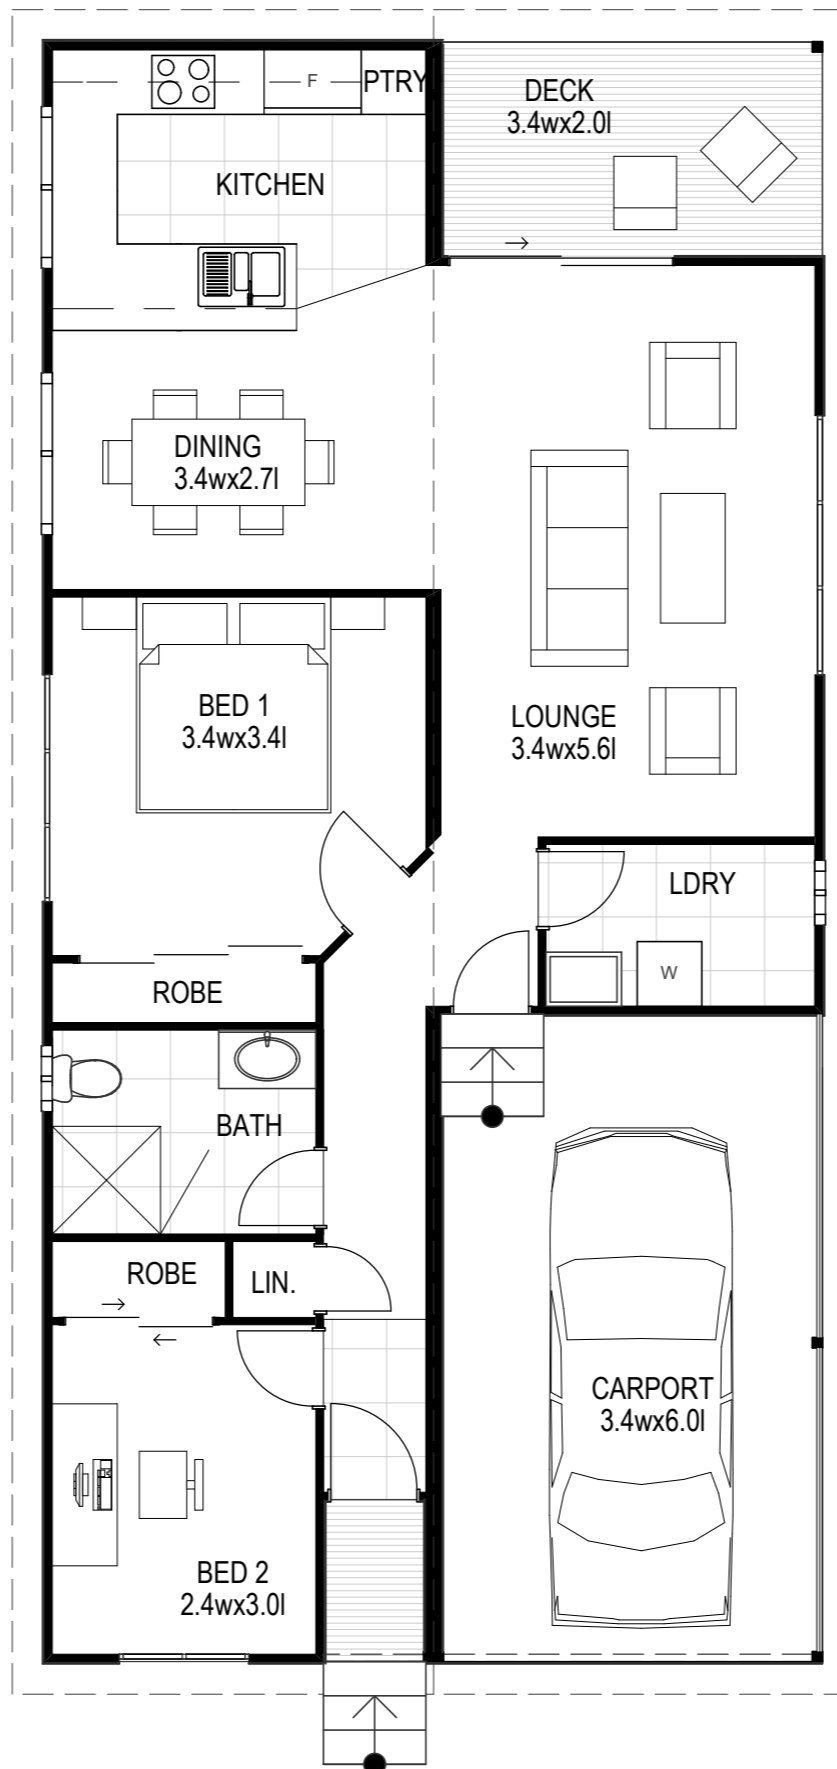 F
PTRY
DECK
3.4wx2.0l
KITCHEN
DINING
3.4wx2.7l
BED 1
3.4wx3.4l
LOUNGE
3.4wx5.6l
LDRY
W
ROBE
BATH
ROBE
LIN.
CARPORT
3.4wx6.0l
BED 2
2.4wx3.0l